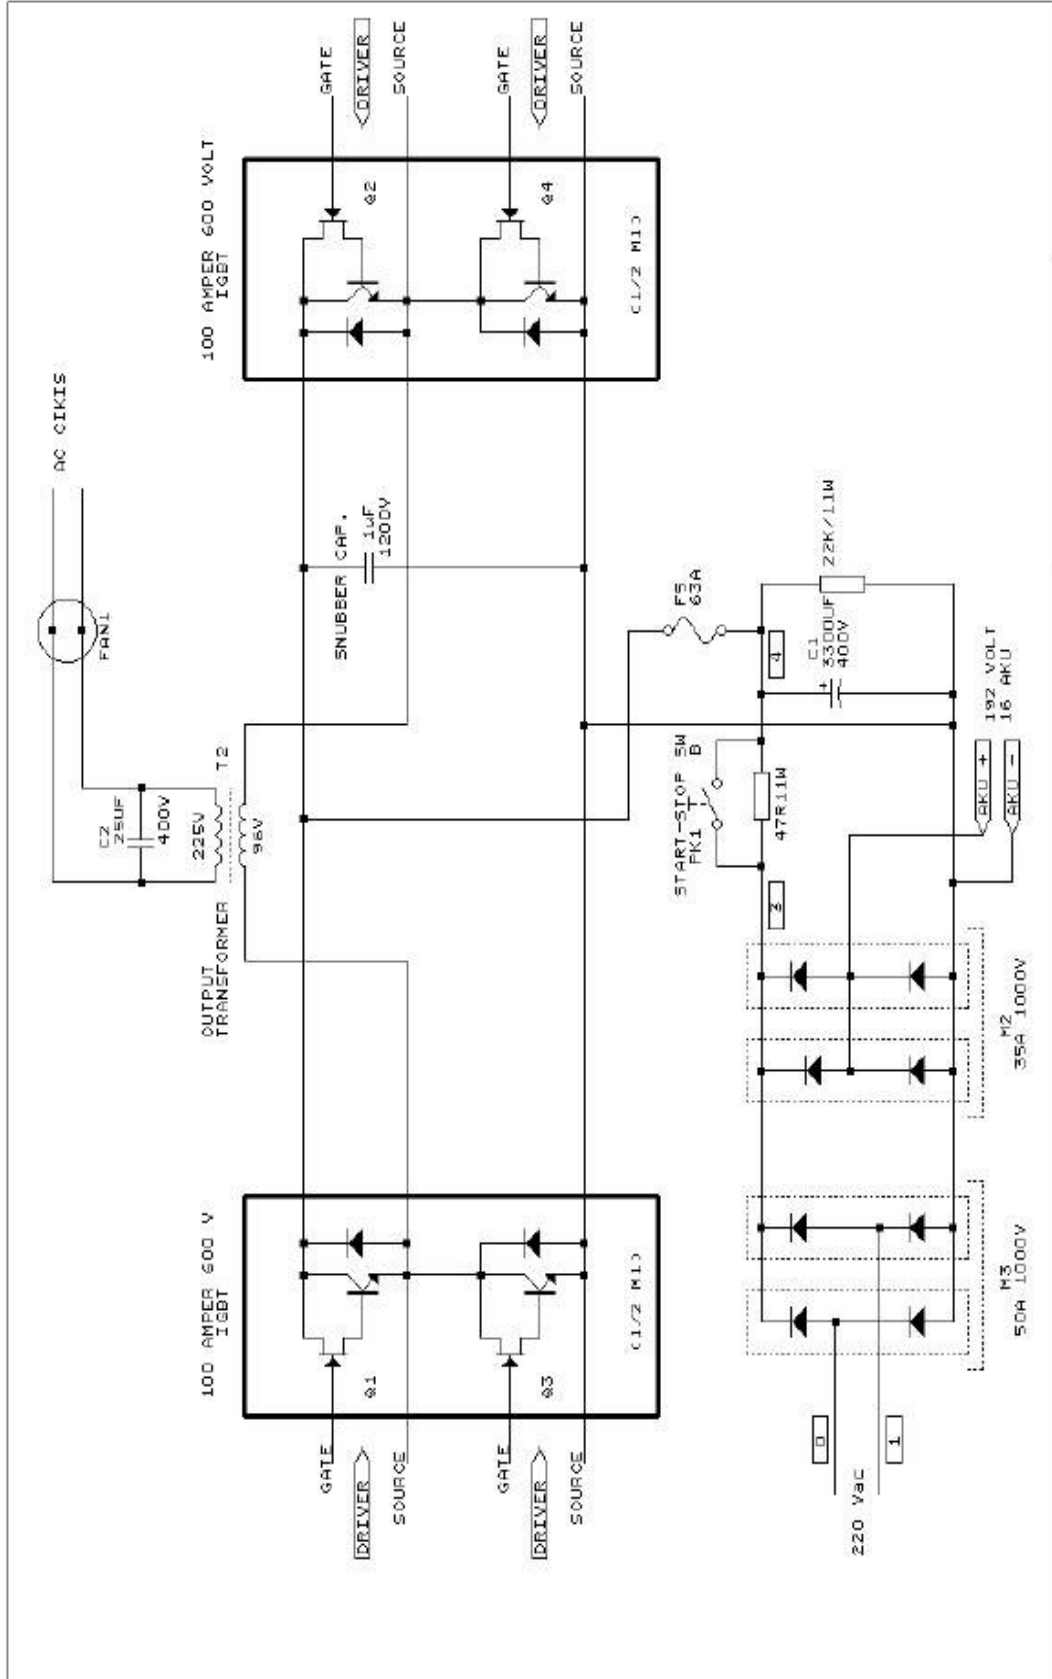 AC CIKIS
FAN1
C2
25UF
400V
225V
T2
96V
OUTPUT
TRANSFORMER
100 AMPER 600 V
IGBT
100 AMPER 600 VOLT
IGBT
GATE
DRIVER
SOURCE
Q1
GATE
DRIVER
SOURCE
Q3
GATE
DRIVER
SOURCE
Q2
GATE
DRIVER
SOURCE
Q4
SNUBBER CAP.
1uF
1200V
F5
63A
START-STOP SW
PK1
B
3
4
47R11W
C1
+
3300UF
400V
22K/11W
AKU +
AKU -
192 VOLT
16 AKU
M2
35A 1000V
M3
50A 1000V
0
1
220 Vac